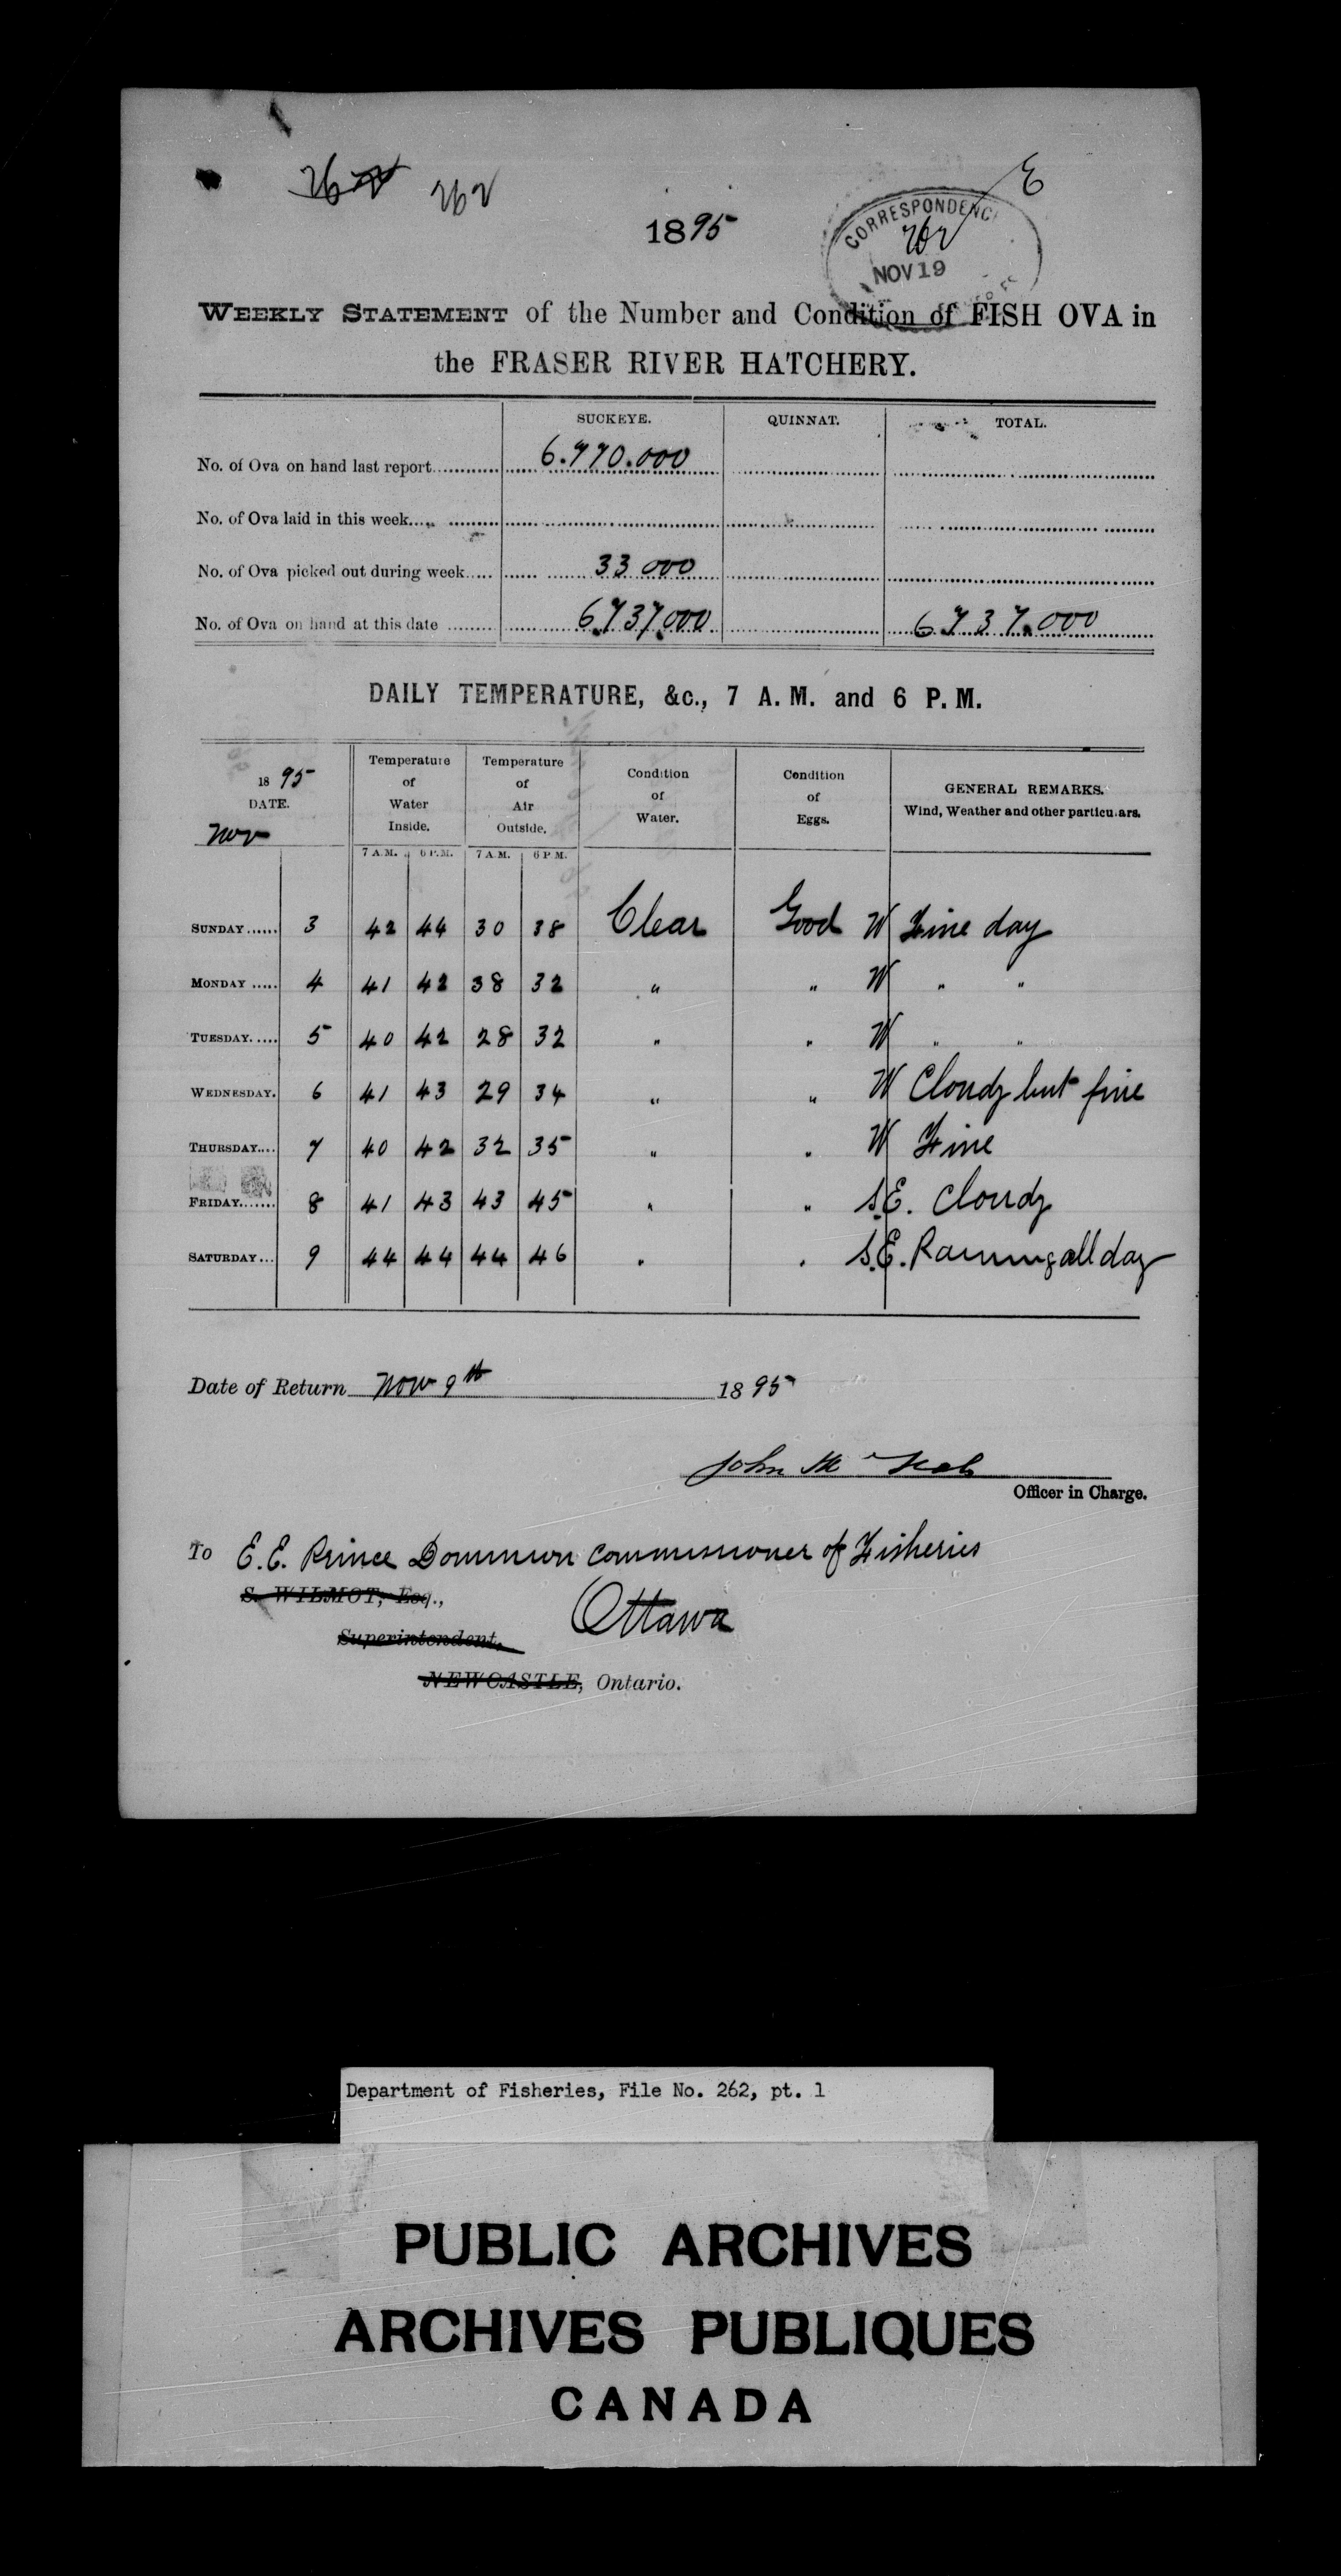 262 262 E
1895
CORRESPONDENC
262
NOV 19
WEEKLY STATEMENT of the Number and Condition of FISH OVA in
the FRASER RIVER HATCHERY.
SUCKEYE. QUINNAT. TOTAL.
No. of Ova on hand last report 6.770.000
No. of Ova laid in this week
No. of Ova picked out during week 33 000
No. of Ova on hand at this date 6737.000 6737.000
DAILY TEMPERATURE, &c., 7 A. M. and 6 P. M.
1895 DATE. Nov
Temperature of Water Inside. Temperature of Air Outside. Condition of Water. Condition of Eggs. GENERAL REMARKS. Wind, Weather and other particulars.
7 A.M. 6 P.M. 7 A.M. 6 P.M.
SUNDAY 3 42 44 30 38 Clear Good W Fine day
MONDAY 4 41 42 38 32 " " W " "
TUESDAY 5 40 42 28 32 " " W " "
WEDNESDAY. 6 41 43 29 34 " " W Cloudy but fine
THURSDAY 7 40 42 32 35 " " W Fine
FRIDAY 8 41 43 43 45 " " S.E. Cloudy
SATURDAY 9 44 44 44 46 " " S.E. Raining all day
Date of Return Nov 9th 1895
John Mc Nab
Officer in Charge.
To E.E. Prince Dominion Commissioner of Fisheries
S. WILMOT, Esq.,
Ottawa
Superintendent,
NEWCASTLE, Ontario.
Department of Fisheries, File No. 262, pt. 1
PUBLIC ARCHIVES
ARCHIVES PUBLIQUES
CANADA